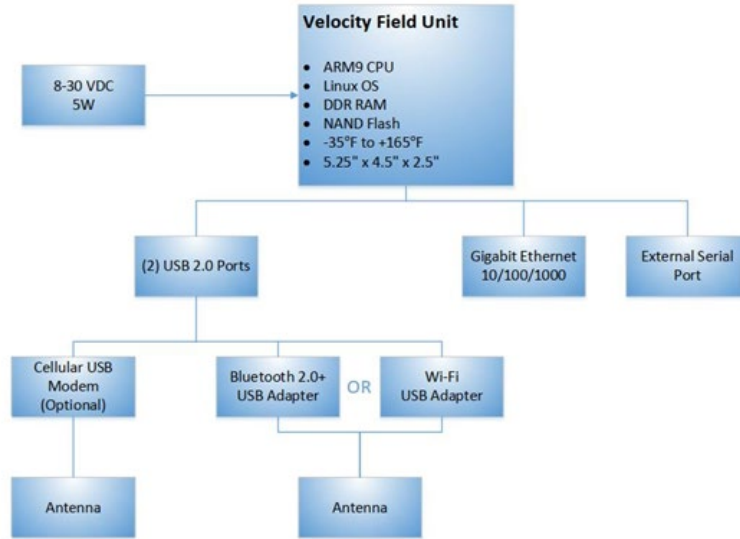 Velocity Field Unit
• ARM9 CPU
• Linux OS
• DDR RAM
• NAND Flash
• -35°F to +165°F
• 5.25" x 4.5" x 2.5"
8-30 VDC
5W
(2) USB 2.0 Ports
Gigabit Ethernet
10/100/1000
External Serial
Port
Cellular USB
Modem
(Optional)
Bluetooth 2.0+
USB Adapter
OR
Wi-Fi
USB Adapter
Antenna
Antenna